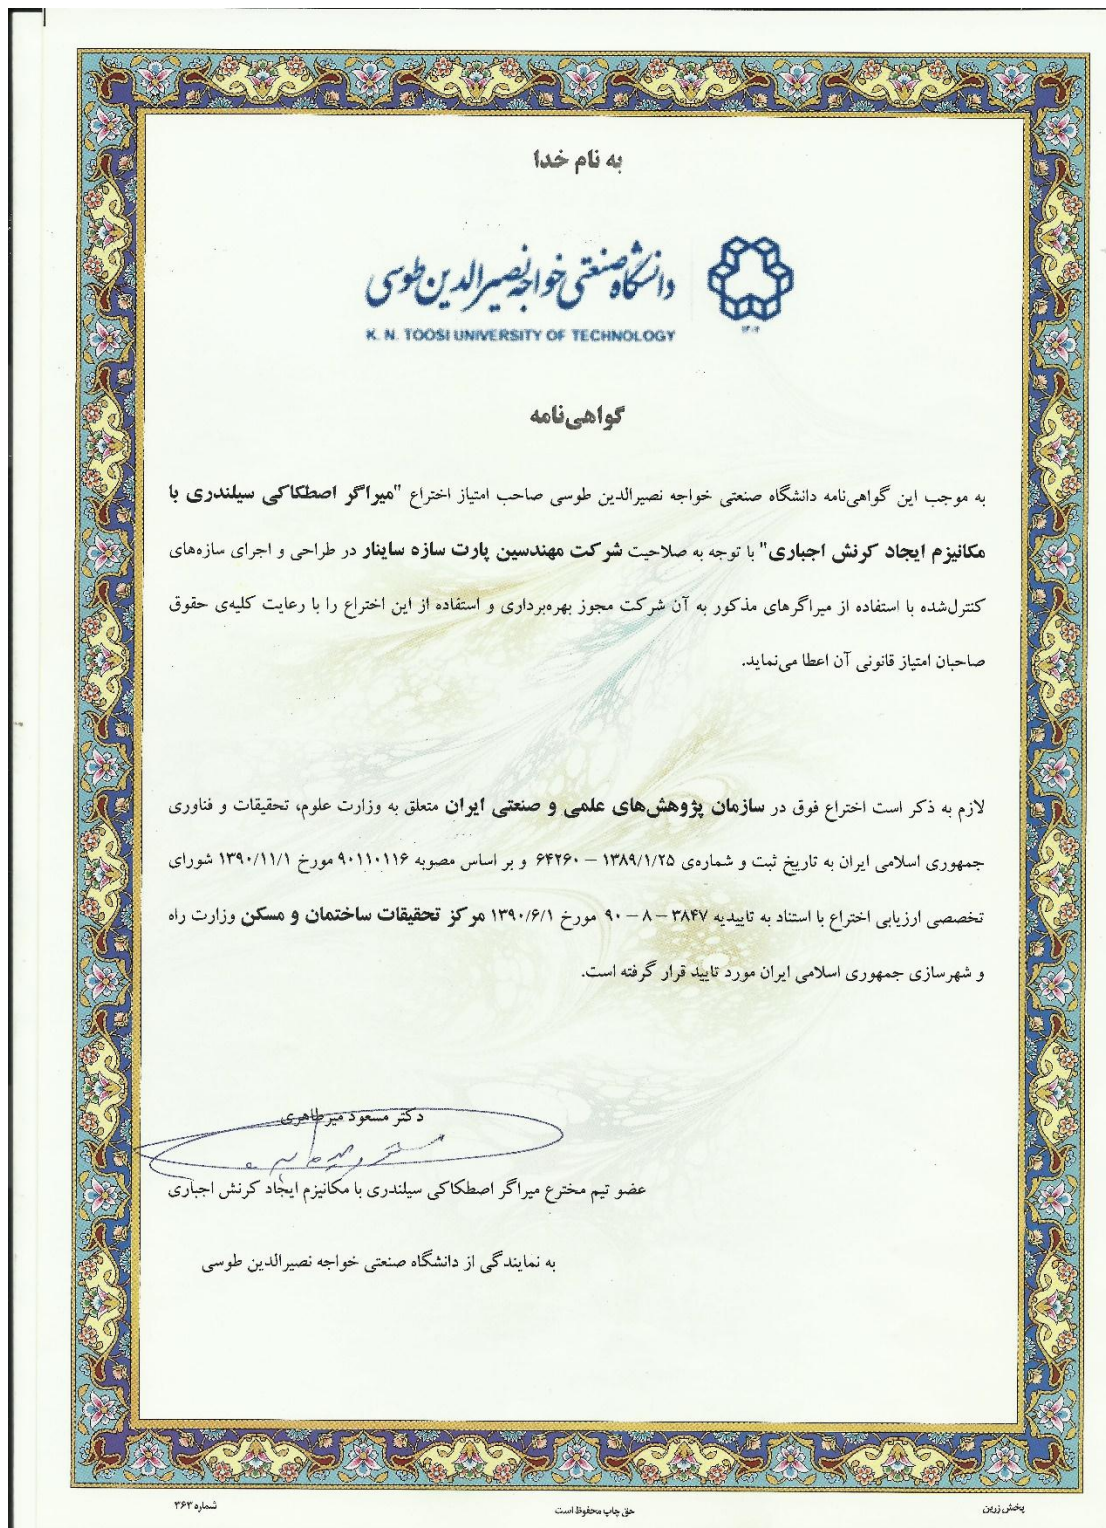 به نام خدا
دانشگاه صنعتی خواجه نصیرالدین طوسی
K. N. TOOSI UNIVERSITY OF TECHNOLOGY
۱۳۰۷
گواهی‌نامه
به موجب این گواهی‌نامه دانشگاه صنعتی خواجه نصیرالدین طوسی صاحب امتیاز اختراع "میراگر اصطکاکی سیلندری با
مکانیزم ایجاد کرنش اجباری" با توجه به صلاحیت شرکت مهندسین پارت سازه ساینار در طراحی و اجرای سازه‌های
کنترل‌شده با استفاده از میراگرهای مذکور به آن شرکت مجوز بهره‌برداری و استفاده از این اختراع را با رعایت کلیه‌ی حقوق
صاحبان امتیاز قانونی آن اعطا می‌نماید.
لازم به ذکر است اختراع فوق در سازمان پژوهش‌های علمی و صنعتی ایران متعلق به وزارت علوم، تحقیقات و فناوری
جمهوری اسلامی ایران به تاریخ ثبت و شماره‌ی ۱۳۸۹/۱/۲۵ – ۶۴۲۶۰ و بر اساس مصوبه ۹۰۱۱۰۱۱۶ مورخ ۱۳۹۰/۱۱/۱ شورای
تخصصی ارزیابی اختراع با استناد به تاییدیه ۳۸۴۷ – ۸ – ۹۰ مورخ ۱۳۹۰/۶/۱ مرکز تحقیقات ساختمان و مسکن وزارت راه
و شهرسازی جمهوری اسلامی ایران مورد تایید قرار گرفته است.
دکتر مسعود میرطاهری
عضو تیم مخترع میراگر اصطکاکی سیلندری با مکانیزم ایجاد کرنش اجباری
به نمایندگی از دانشگاه صنعتی خواجه نصیرالدین طوسی
پخش زرین
حق چاپ محفوظ است
شماره ۳۶۳